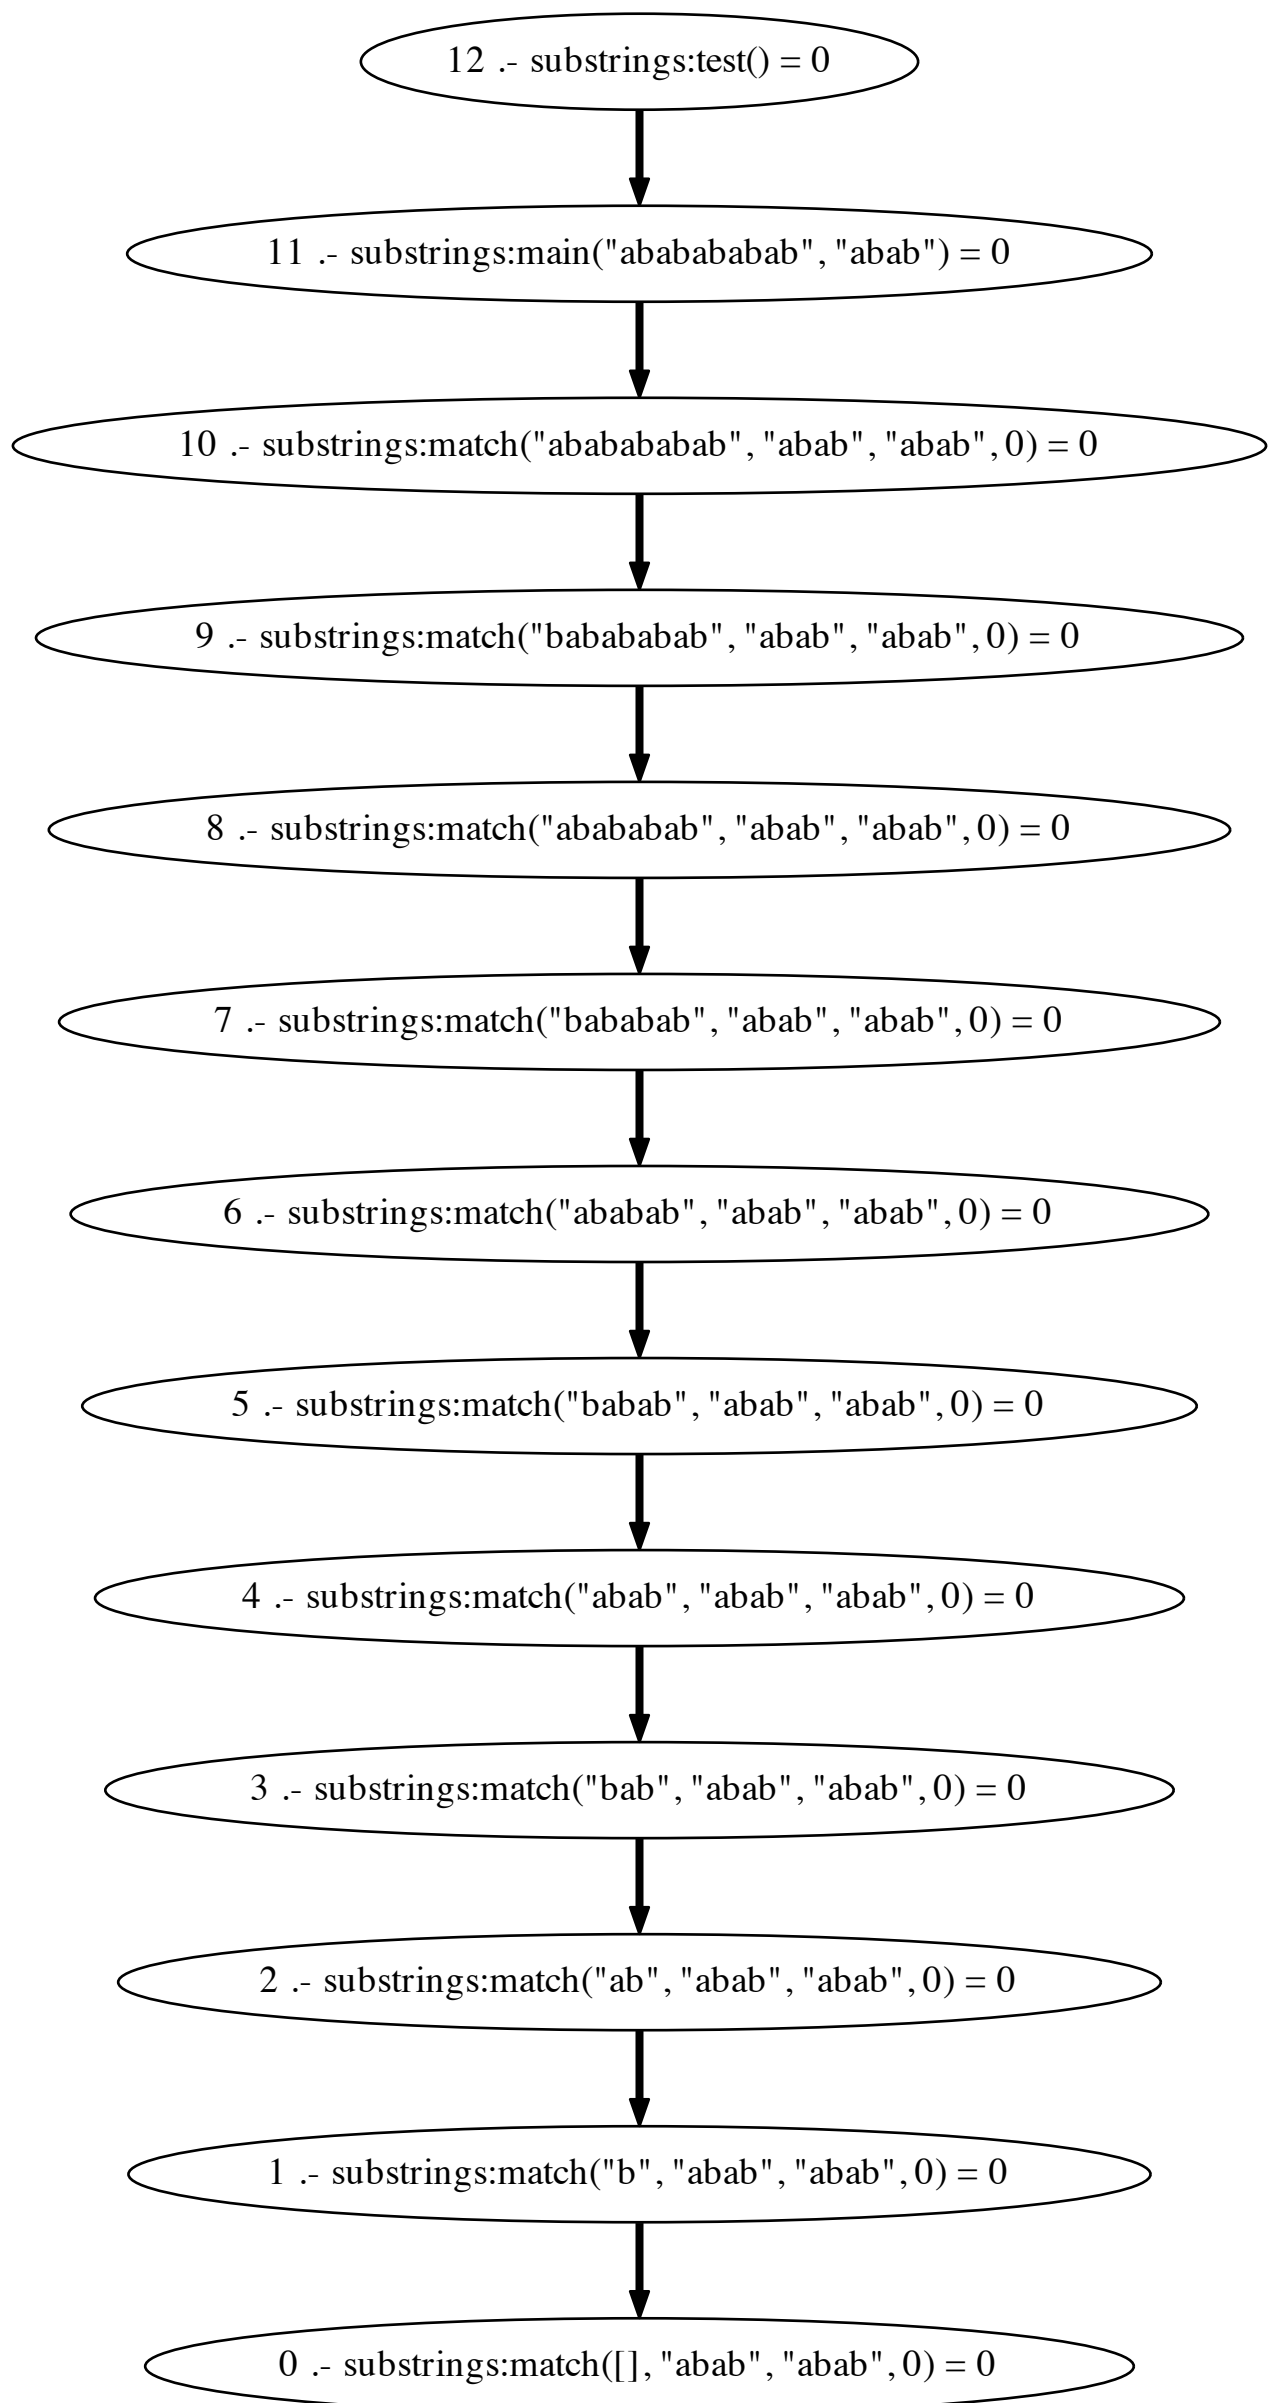 12 .- substrings:test() = 0
11 .- substrings:main("ababababab", "abab") = 0
10 .- substrings:match("ababababab", "abab", "abab", 0) = 0
9 .- substrings:match("babababab", "abab", "abab", 0) = 0
8 .- substrings:match("abababab", "abab", "abab", 0) = 0
7 .- substrings:match("bababab", "abab", "abab", 0) = 0
6 .- substrings:match("ababab", "abab", "abab", 0) = 0
5 .- substrings:match("babab", "abab", "abab", 0) = 0
4 .- substrings:match("abab", "abab", "abab", 0) = 0
3 .- substrings:match("bab", "abab", "abab", 0) = 0
2 .- substrings:match("ab", "abab", "abab", 0) = 0
1 .- substrings:match("b", "abab", "abab", 0) = 0
0 .- substrings:match([], "abab", "abab", 0) = 0